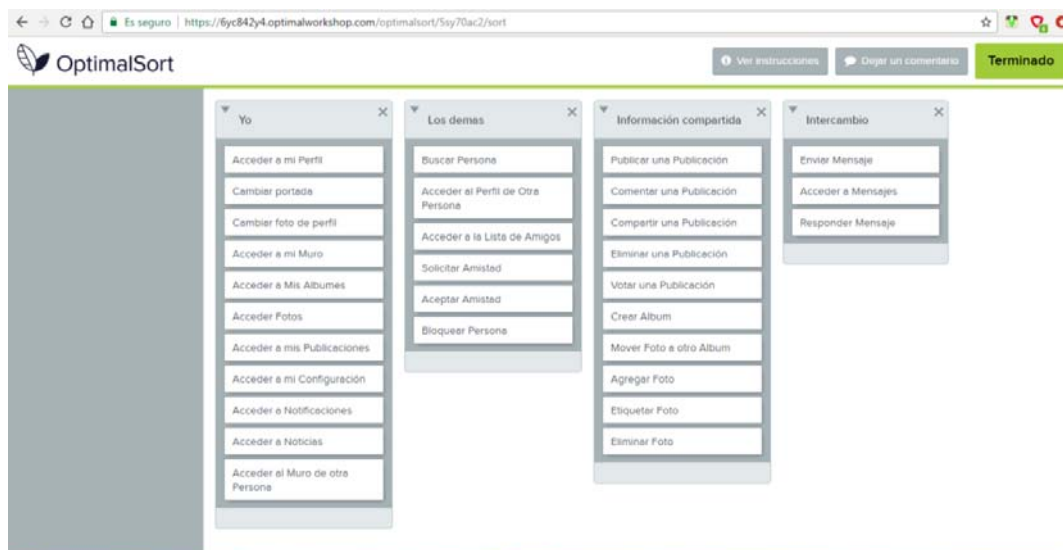 Es seguro | https://6yc842y4.optimalworkshop.com/optimalsort/5sy70ac2/sort
OptimalSort
Ver instrucciones
Dejar un comentario
Terminado
Yo
Acceder a mi Perfil
Cambiar portada
Cambiar foto de perfil
Acceder a mi Muro
Acceder a Mis Albumes
Acceder Fotos
Acceder a mis Publicaciones
Acceder a mi Configuración
Acceder a Notificaciones
Acceder a Noticias
Acceder al Muro de otra
Persona
Los demas
Buscar Persona
Acceder al Perfil de Otra
Persona
Acceder a la Lista de Amigos
Solicitar Amistad
Aceptar Amistad
Bloquear Persona
Información compartida
Publicar una Publicación
Comentar una Publicación
Compartir una Publicación
Eliminar una Publicación
Votar una Publicación
Crear Album
Mover Foto a otro Album
Agregar Foto
Etiquetar Foto
Eliminar Foto
Intercambio
Enviar Mensaje
Acceder a Mensajes
Responder Mensaje